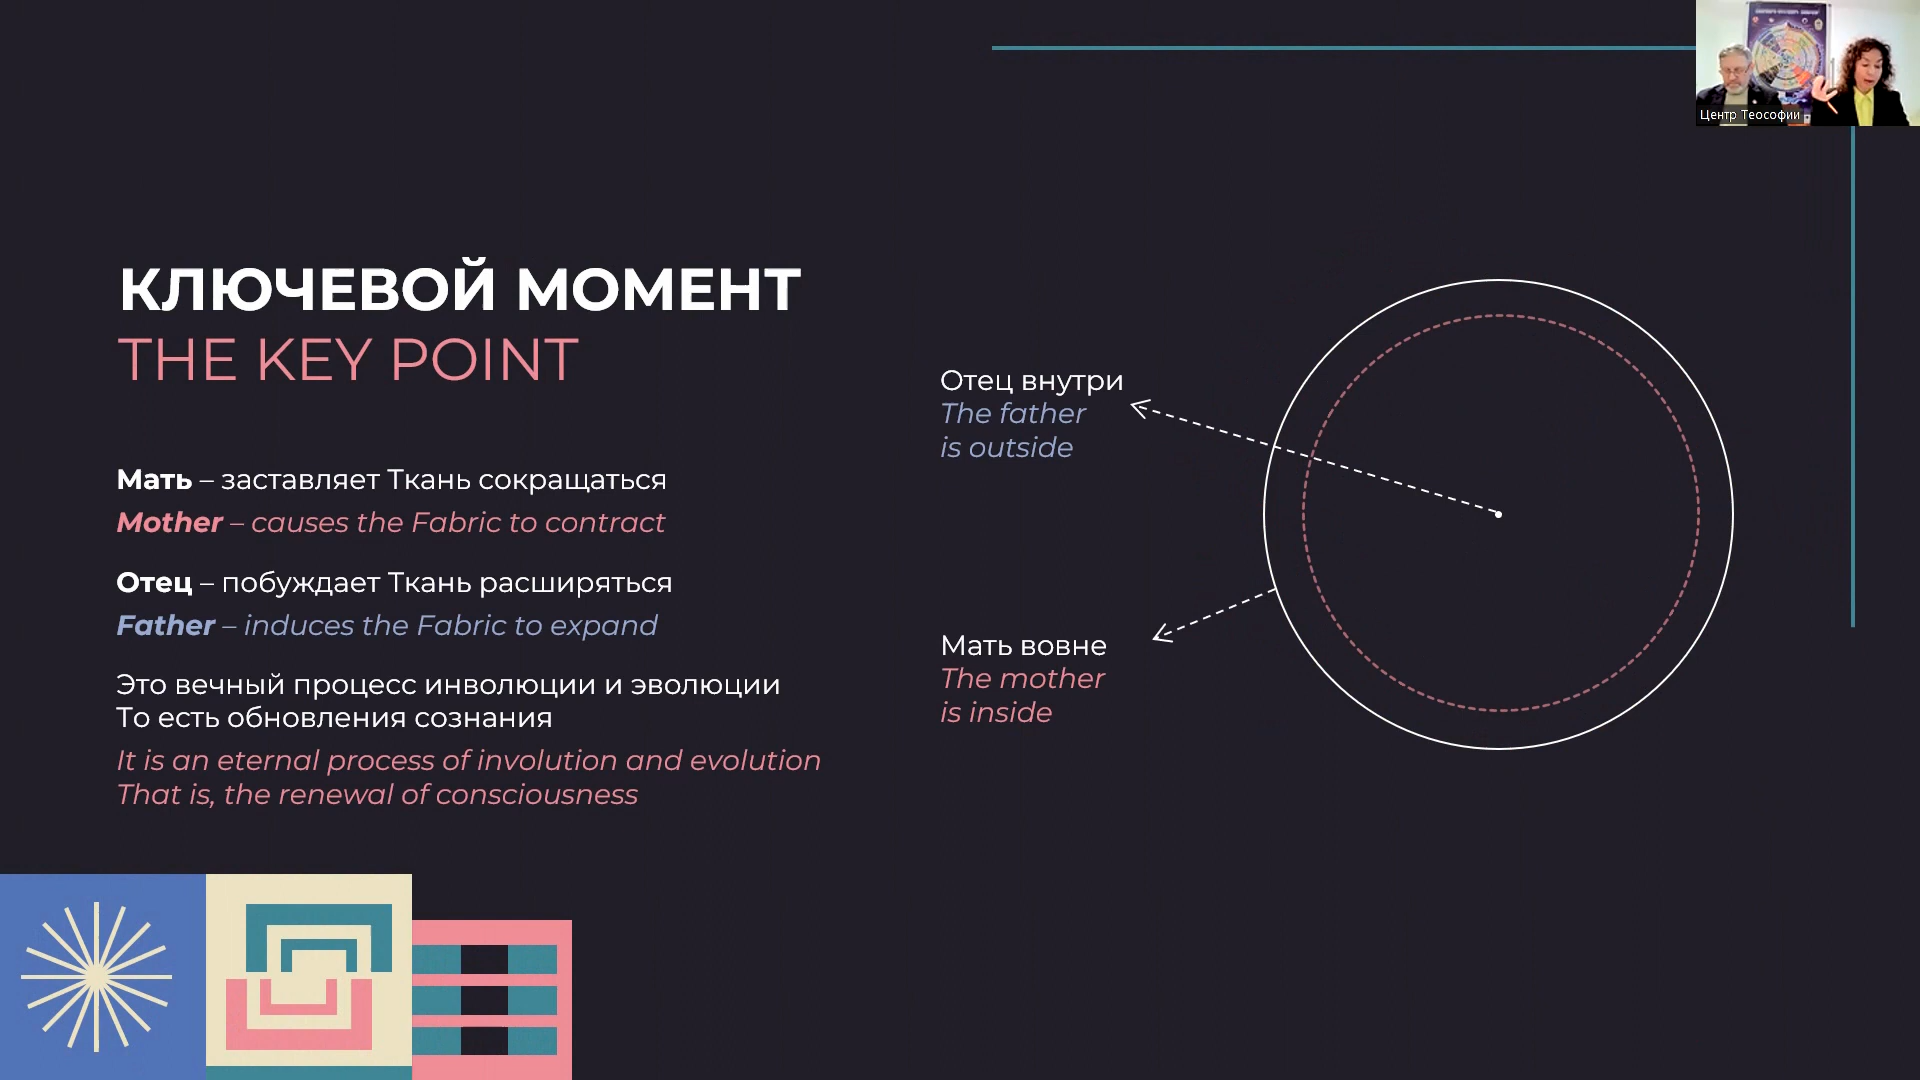 КЛЮЧЕВОЙ МОМЕНТ
THE KEY POINT
Мать – заставляет Ткань сокращаться
Mother – causes the Fabric to contract
Отец – побуждает Ткань расширяться
Father – induces the Fabric to expand
Это вечный процесс инволюции и эволюции
То есть обновления сознания
It is an eternal process of involution and evolution
That is, the renewal of consciousness
Отец внутри
The father
is outside
Мать вовне
The mother
is inside
Центр Теософии